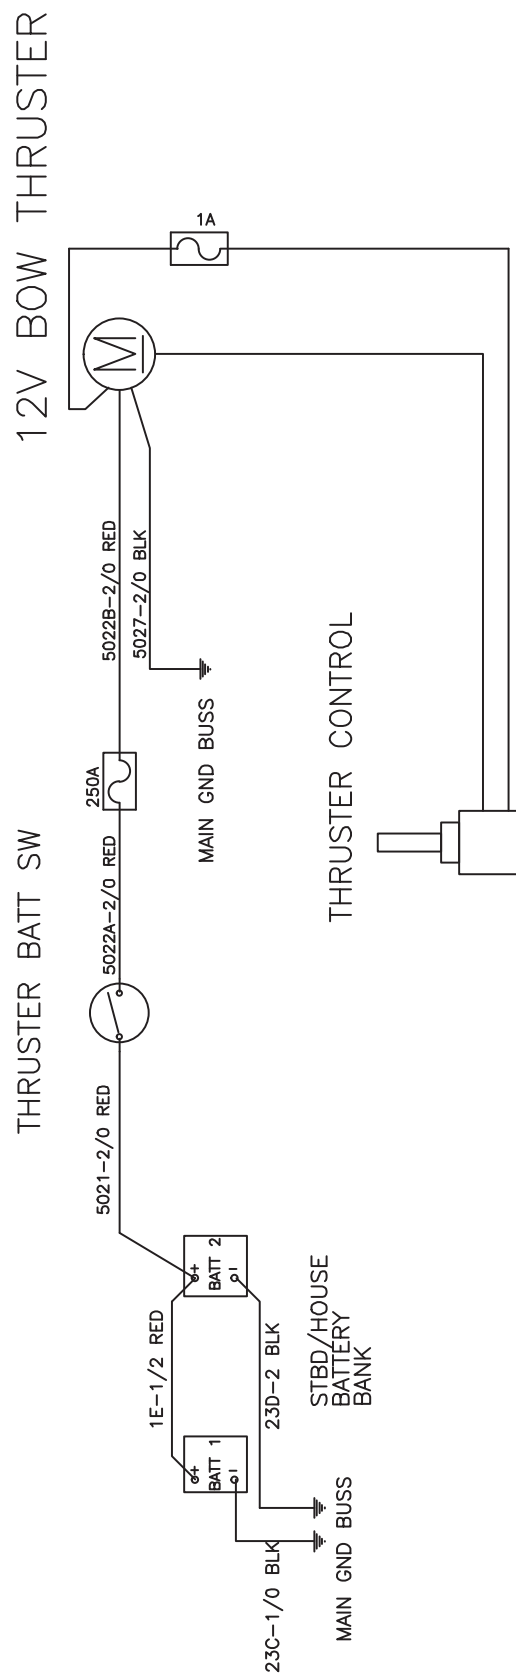 12V BOW THRUSTER
1A
M
5022B-2/0 RED
5027-2/0 BLK
MAIN GND BUSS
250A
THRUSTER CONTROL
THRUSTER BATT SW
5022A-2/0 RED
5021-2/0 RED
+
BATT 2
-
1E-1/2 RED
23D-2 BLK
STBD/HOUSE
BATTERY
BANK
+
BATT 1
-
23C-1/0 BLK
MAIN GND BUSS